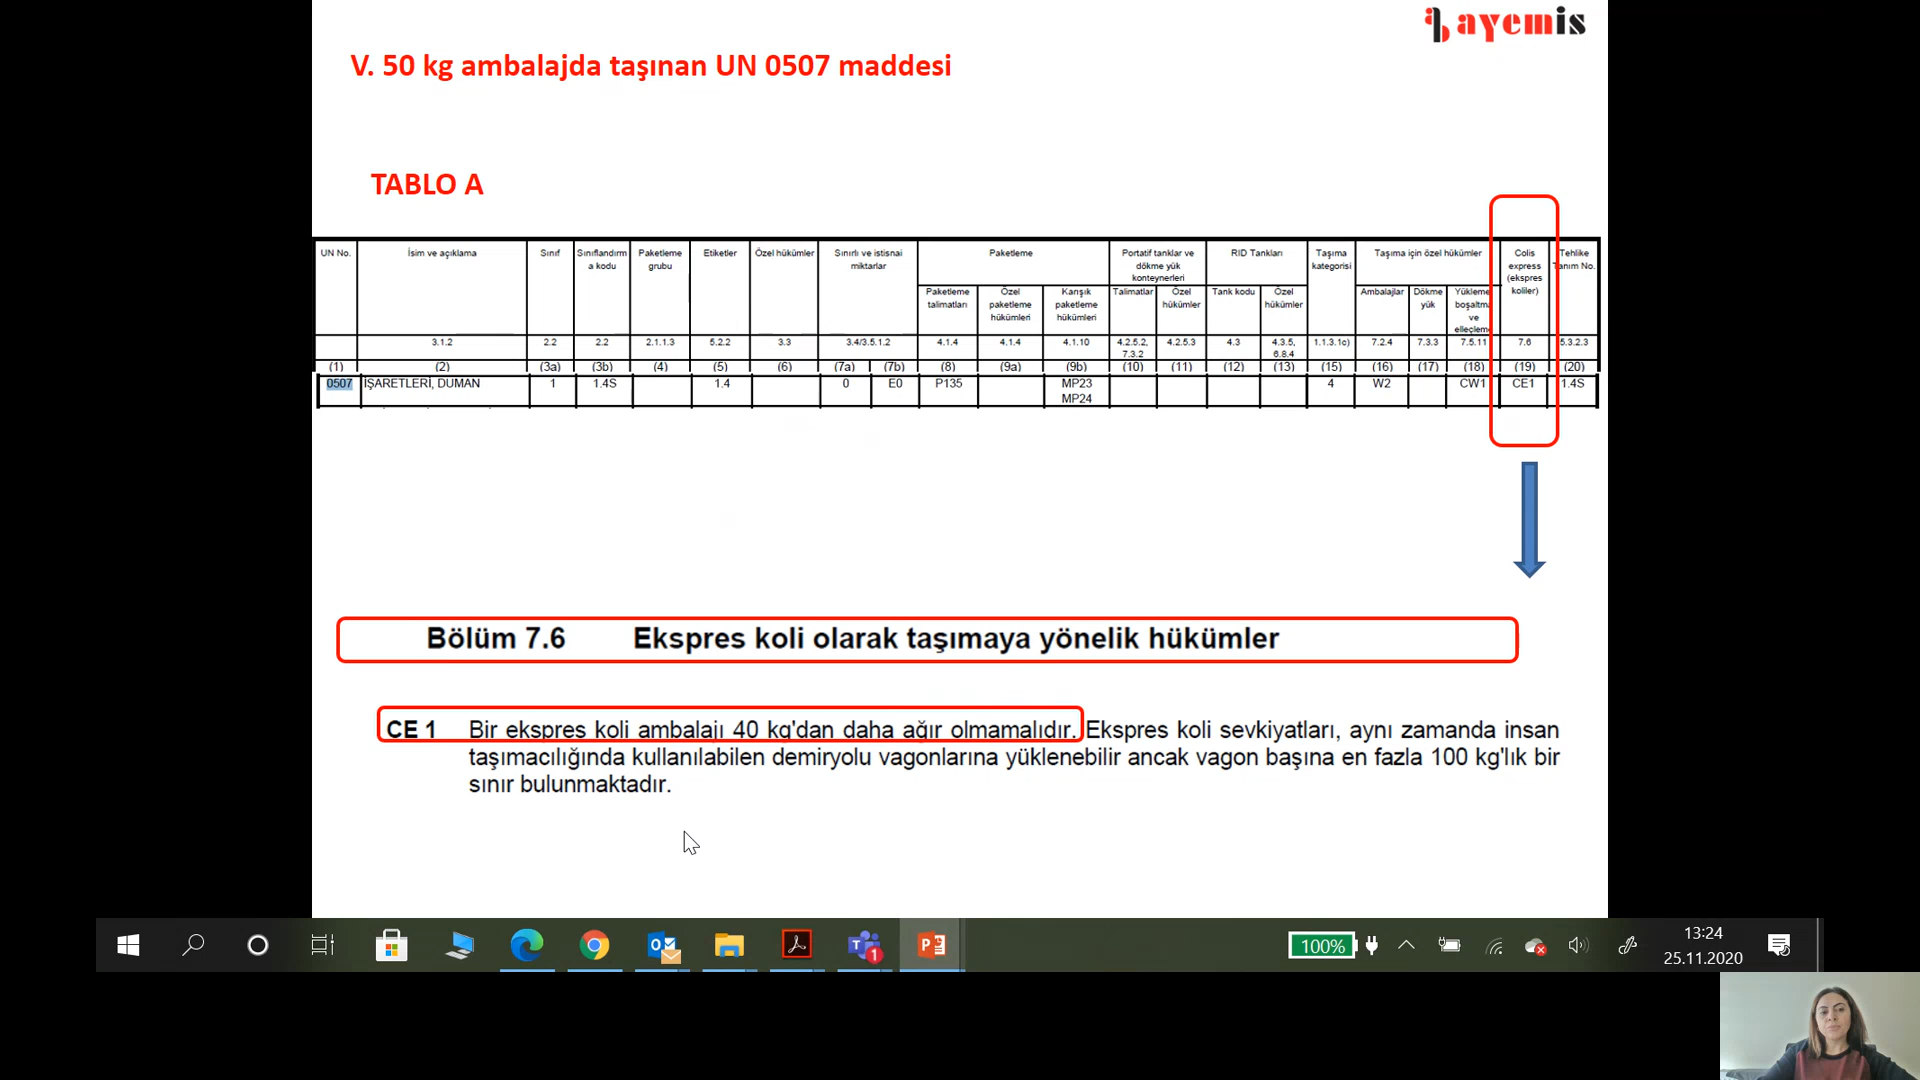 ayemis
V. 50 kg ambalajda taşınan UN 0507 maddesi
TABLO A
UN No. İsim ve açıklama Sınıf Sınıflandırm a kodu Paketleme grubu Etiketler Özel hükümler Sınırlı ve istisnai miktarlar Paketleme Portatif tanklar ve dökme yük konteynerleri RID Tankları Taşıma kategorisi Taşıma için özel hükümler Colis express (ekspres koliler) Tehlike Tanım No.
Paketleme talimatları Özel paketleme hükümleri Karışık paketleme hükümleri Talimatlar Özel hükümler Tank kodu Özel hükümler Ambalajlar Dökme yük Yükleme boşaltma ve elleçleme
3.1.2 2.2 2.2 2.1.1.3 5.2.2 3.3 3.4/3.5.1.2 4.1.4 4.1.4 4.1.10 4.2.5.2, 7.3.2 4.2.5.3 4.3 4.3.5, 6.8.4 1.1.3.1c) 7.2.4 7.3.3 7.5.11 7.6 5.3.2.3
(1) (2) (3a) (3b) (4) (5) (6) (7a) (7b) (8) (9a) (9b) (10) (11) (12) (13) (15) (16) (17) (18) (19) (20)
0507 İŞARETLERİ, DUMAN 1 1.4S 1.4 0 E0 P135 MP23 4 W2 CW1 CE1 1.4S
MP24
Bölüm 7.6 Ekspres koli olarak taşımaya yönelik hükümler
CE 1 Bir ekspres koli ambalajı 40 kg'dan daha ağır olmamalıdır. Ekspres koli sevkiyatları, aynı zamanda insan
taşımacılığında kullanılabilen demiryolu vagonlarına yüklenebilir ancak vagon başına en fazla 100 kg'lık bir
sınır bulunmaktadır.
100%
13:24
25.11.2020